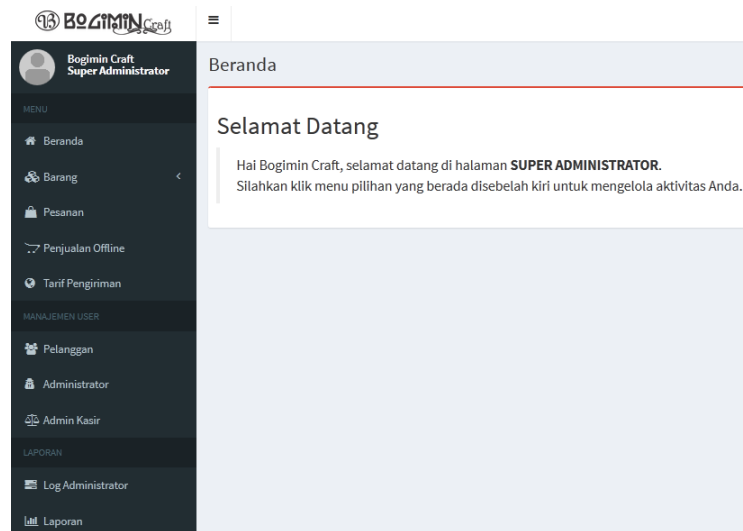 BOGIMIN Craft
Bogimin Craft
Super Administrator
MENU
Beranda
Barang
Pesanan
Penjualan Offline
Tarif Pengiriman
MANAJEMEN USER
Pelanggan
Administrator
Admin Kasir
LAPORAN
Log Administrator
Laporan
Beranda
Selamat Datang
Hai Bogimin Craft, selamat datang di halaman SUPER ADMINISTRATOR.
Silahkan klik menu pilihan yang berada disebelah kiri untuk mengelola aktivitas Anda.